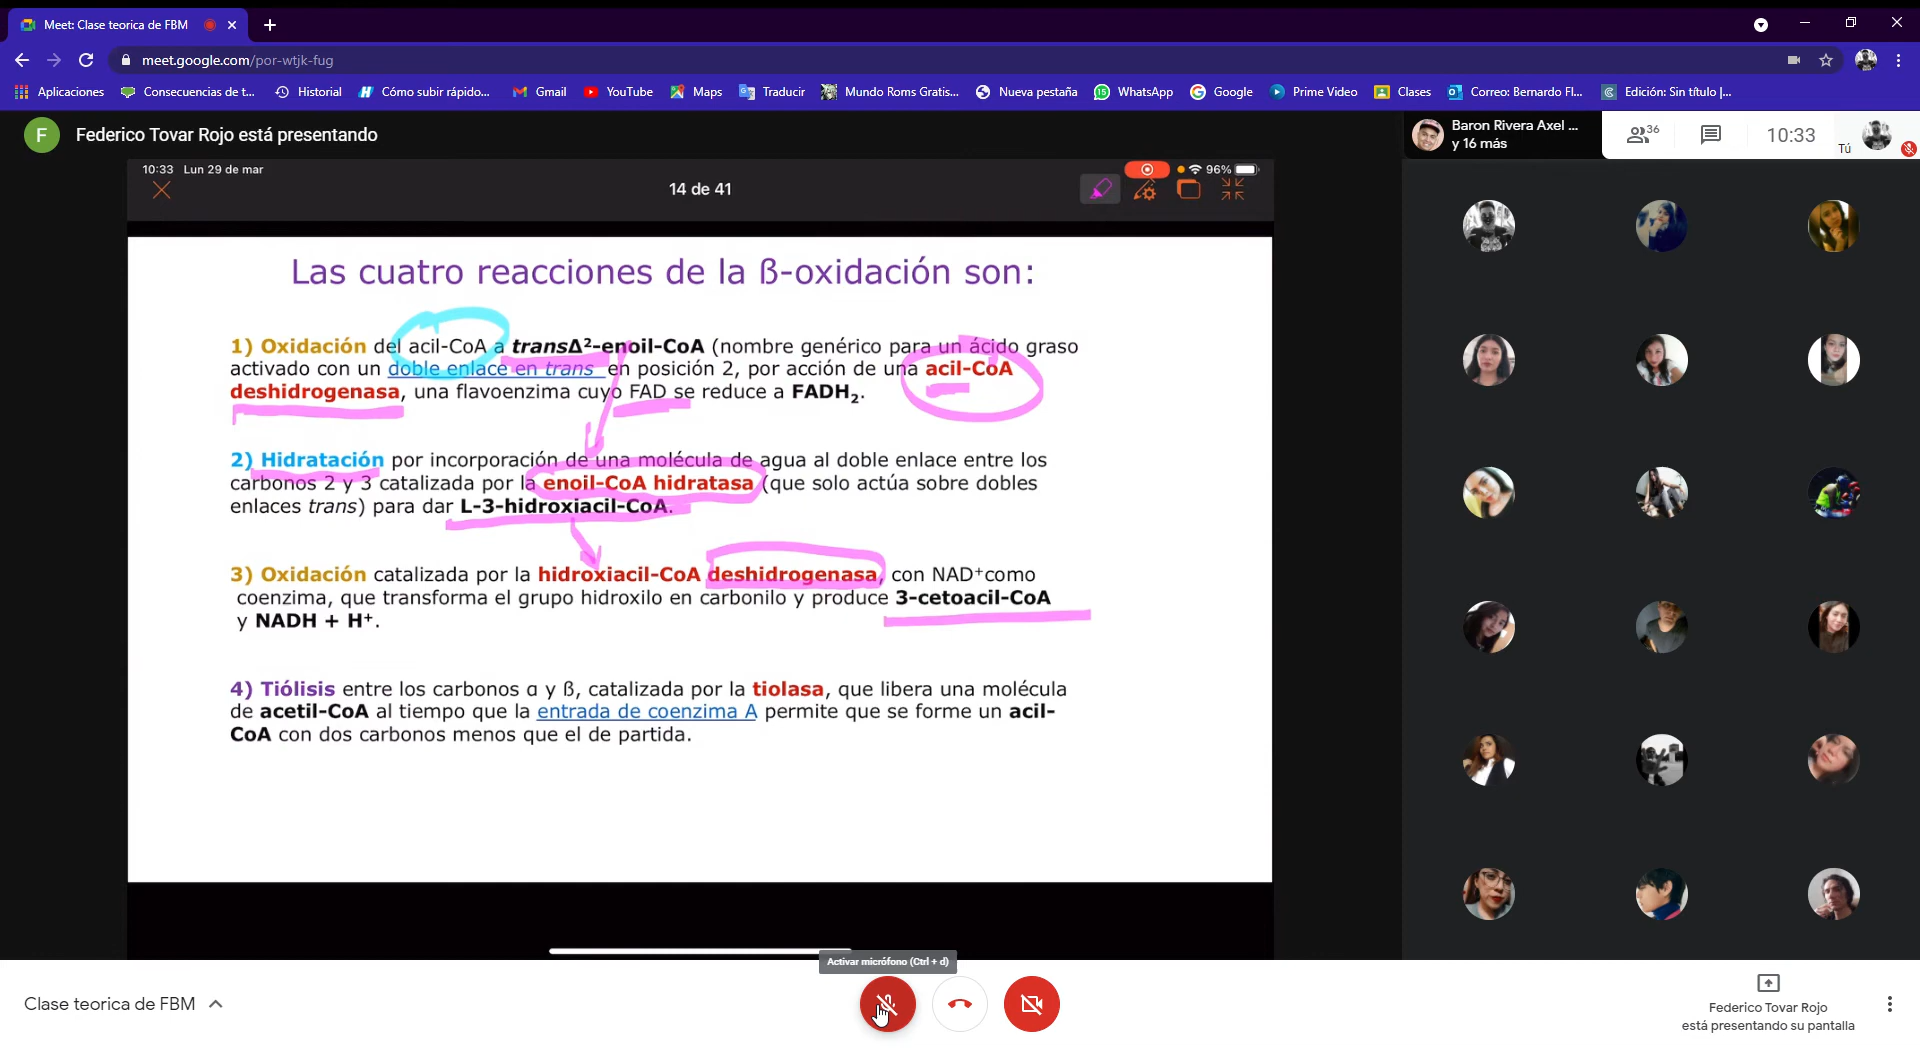 Meet: Clase teorica de FBM
meet.google.com/por-wtjk-fug
Aplicaciones Consecuencias de t... Historial Cómo subir rápido... Gmail YouTube Maps Traducir Mundo Roms Gratis... Nueva pestaña WhatsApp Google Prime Video Clases Correo: Bernardo Fl... Edición: Sin título |...
F Federico Tovar Rojo está presentando
Baron Rivera Axel ...
y 16 más
36
10:33
Tú
10:33 Lun 29 de mar
96%
14 de 41
Las cuatro reacciones de la ß-oxidación son:
1) Oxidación del acil-CoA a transΔ²-enoil-CoA (nombre genérico para un ácido graso
activado con un doble enlace en trans en posición 2, por acción de una acil-CoA
deshidrogenasa, una flavoenzima cuyo FAD se reduce a FADH₂.
2) Hidratación por incorporación de una molécula de agua al doble enlace entre los
carbonos 2 y 3 catalizada por la enoil-CoA hidratasa (que solo actúa sobre dobles
enlaces trans) para dar L-3-hidroxiacil-CoA.
3) Oxidación catalizada por la hidroxiacil-CoA deshidrogenasa, con NAD⁺como
coenzima, que transforma el grupo hidroxilo en carbonilo y produce 3-cetoacil-CoA
y NADH + H⁺.
4) Tiólisis entre los carbonos α y ß, catalizada por la tiolasa, que libera una molécula
de acetil-CoA al tiempo que la entrada de coenzima A permite que se forme un acil-
CoA con dos carbonos menos que el de partida.
Activar micrófono (Ctrl + d)
Clase teorica de FBM
Federico Tovar Rojo
está presentando su pantalla